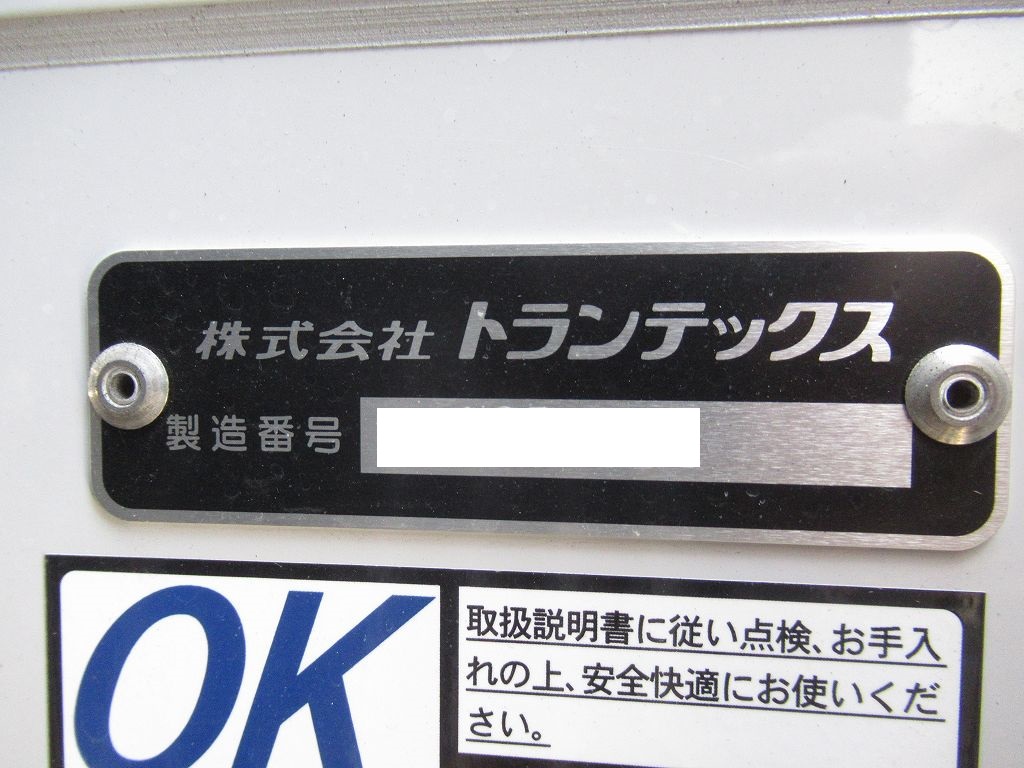 株式会社 トランテックス
製造番号
OK
取扱説明書に従い点検、お手入
れの上、安全快適にお使いくだ
さい。